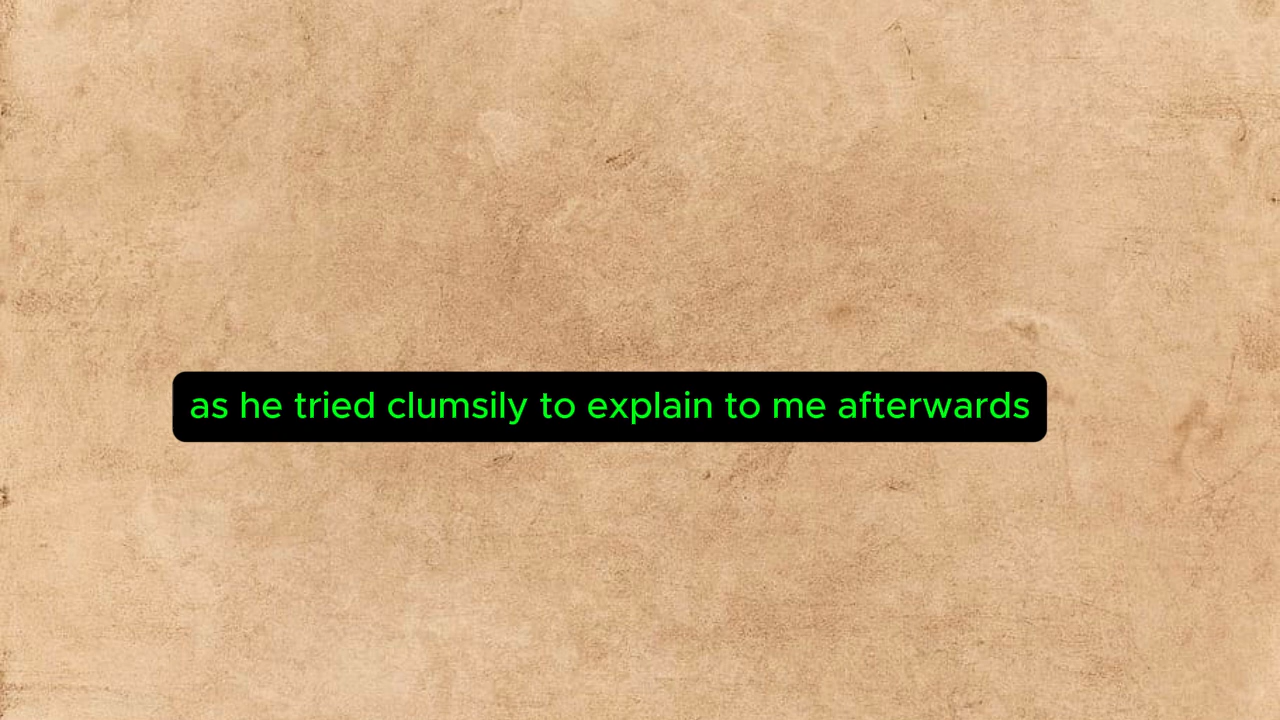 as he tried clumsily to explain to me afterwards